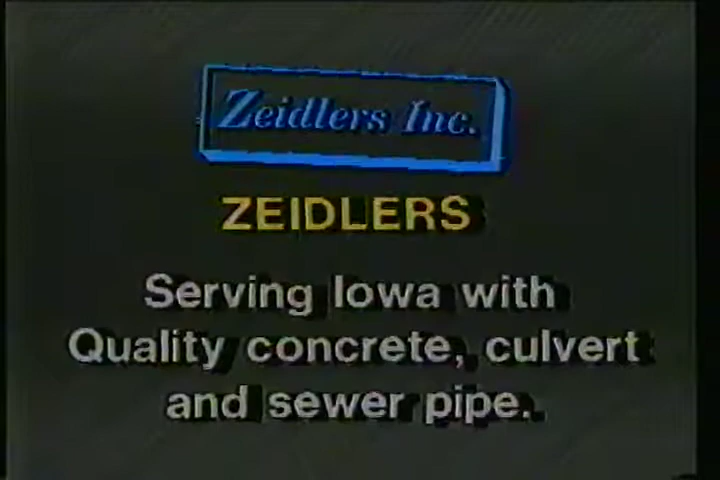 Zeidlers Inc.
ZEIDLERS
Serving Iowa with
Quality concrete, culvert
and sewer pipe.